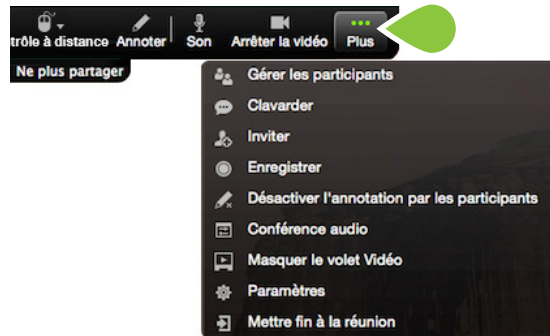 trôle à distance Annoter Son Arrêter la vidéo Plus
Ne plus partager
Gérer les participants
Clavarder
Inviter
Enregistrer
Désactiver l'annotation par les participants
Conférence audio
Masquer le volet Vidéo
Paramètres
Mettre fin à la réunion